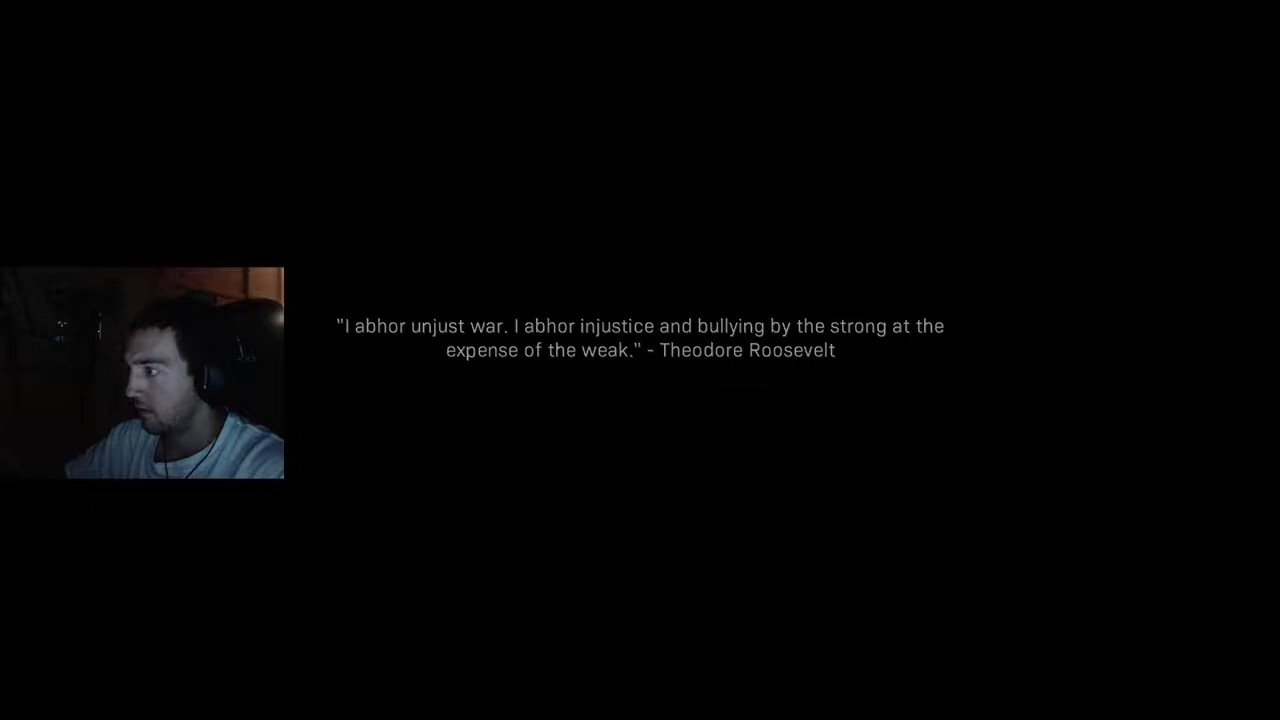 "I abhor unjust war. I abhor injustice and bullying by the strong at the
expense of the weak." - Theodore Roosevelt